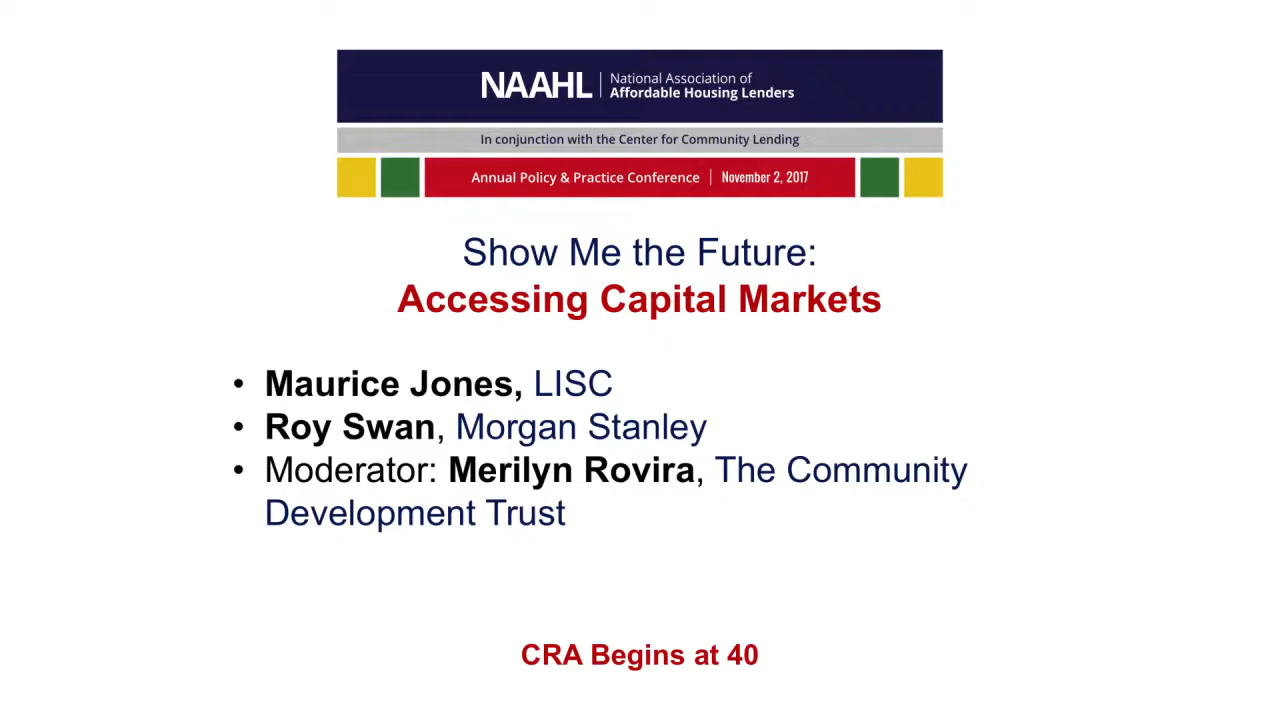 NAAHL | National Association of
Affordable Housing Lenders
In conjunction with the Center for Community Lending
Annual Policy & Practice Conference | November 2, 2017
Show Me the Future:
Accessing Capital Markets
• Maurice Jones, LISC
• Roy Swan, Morgan Stanley
• Moderator: Merilyn Rovira, The Community
Development Trust
CRA Begins at 40